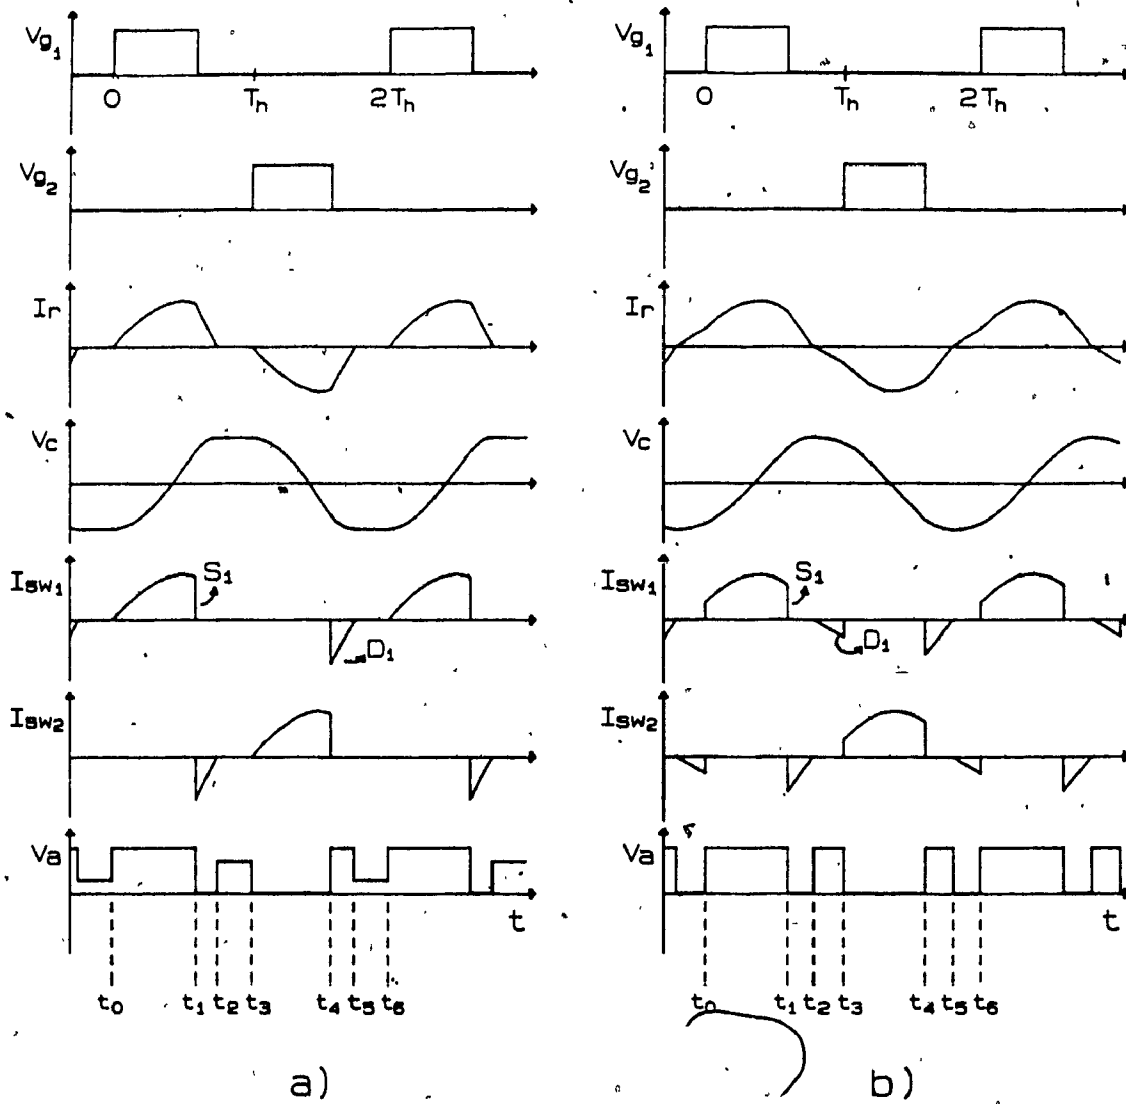 Vg1
0 Th 2Th
Vg2
Ir
Vc
Isw1
S1
D1
Isw2
Va
t
t0 t1 t2 t3 t4 t5 t6
a)
Vg1
0 Th 2Th
Vg2
Ir
Vc
Isw1
S1
D1
Isw2
Va
t
t0 t1 t2 t3 t4 t5 t6
b)